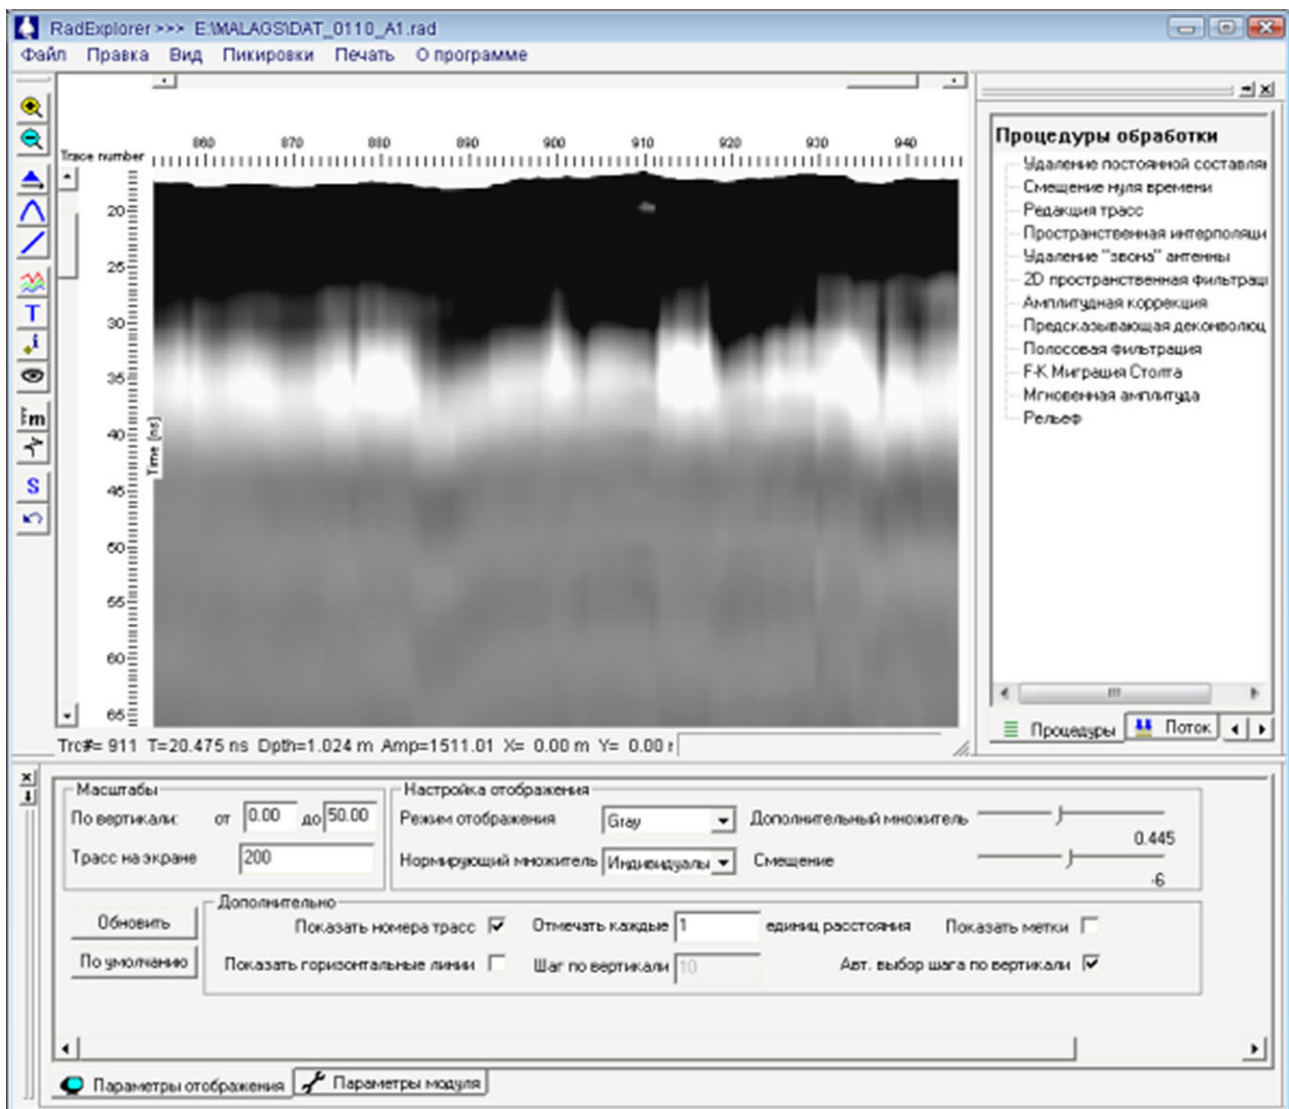 RadExplorer >>> E:\MALAGS\DAT_0110_A1.rad
Файл Правка Вид Пикировки Печать О программе
Trace number 860 870 880 890 900 910 920 930 940
20
25
30
35
40
45
50
55
60
65
Time [ns]
T
i
m
S
Trc#= 911 T=20.475 ns Dpth=1.024 m Amp=1511.01 X= 0.00 m Y= 0.00 m
Процедуры обработки
Удаление постоянной составля
Смещение нуля времени
Редакция трасс
Пространственная интерполяци
Удаление "звона" антенны
2D пространственная фильтрац
Амплитудная коррекция
Предсказывающая деконволюц
Полосовая фильтрация
F-K Миграция Столта
Мгновенная амплитуда
Рельеф
Процедуры Поток
Масштабы
По вертикали: от 0.00 до 50.00
Трасс на экране 200
Настройка отображения
Режим отображения Gray Дополнительный множитель 0.445
Нормирующий множитель Индивидуалы Смещение -6
Обновить
По умолчанию
Дополнительно
Показать номера трасс Отмечать каждые 1 единиц расстояния Показать метки
Показать горизонтальные линии Шаг по вертикали 10 Авт. выбор шага по вертикали
Параметры отображения Параметры модуля